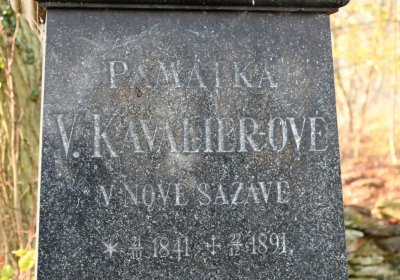 PAMÁTKA
V. KAVALIER-OVÉ
V NOVÉ SÁZAVĚ
* 1841. ✝ 1891.